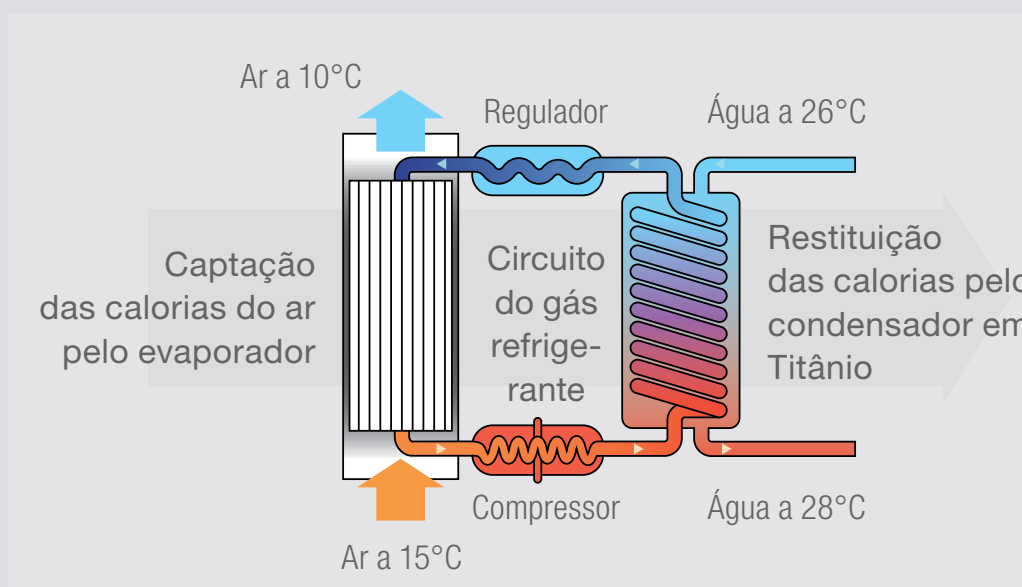 Ar a 10°C
Regulador
Água a 26°C
Captação
das calorias do ar
pelo evaporador
Circuito
do gás
refrige-
rante
Restituição
das calorias pelo
condensador em
Titânio
Compressor
Água a 28°C
Ar a 15°C